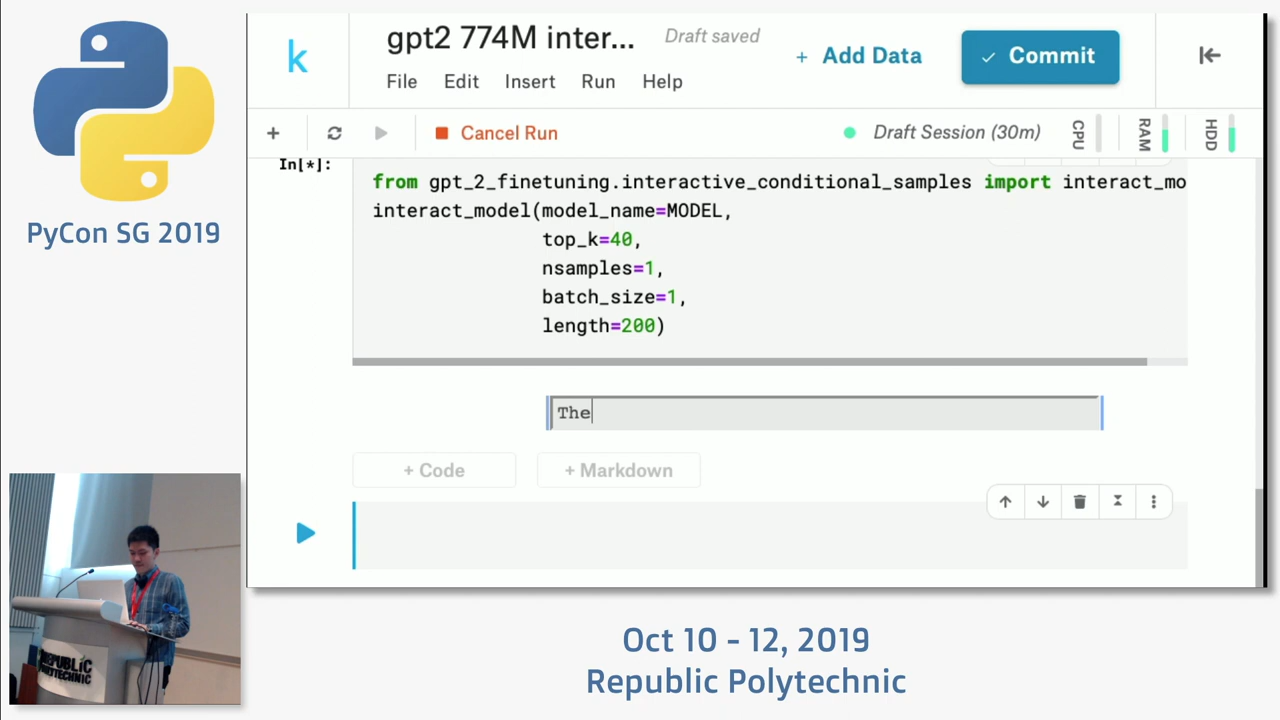 PyCon SG 2019
k
gpt2 774M inter...
Draft saved
+ Add Data
Commit
File Edit Insert Run Help
+
Cancel Run
Draft Session (30m)
CPU
RAM
HDD
In[*]:
from gpt_2_finetuning.interactive_conditional_samples import interact_mo
interact_model(model_name=MODEL,
top_k=40,
nsamples=1,
batch_size=1,
length=200)
The
+ Code
+ Markdown
REPUBLIC
POLYTECHNIC
Oct 10 - 12, 2019
Republic Polytechnic